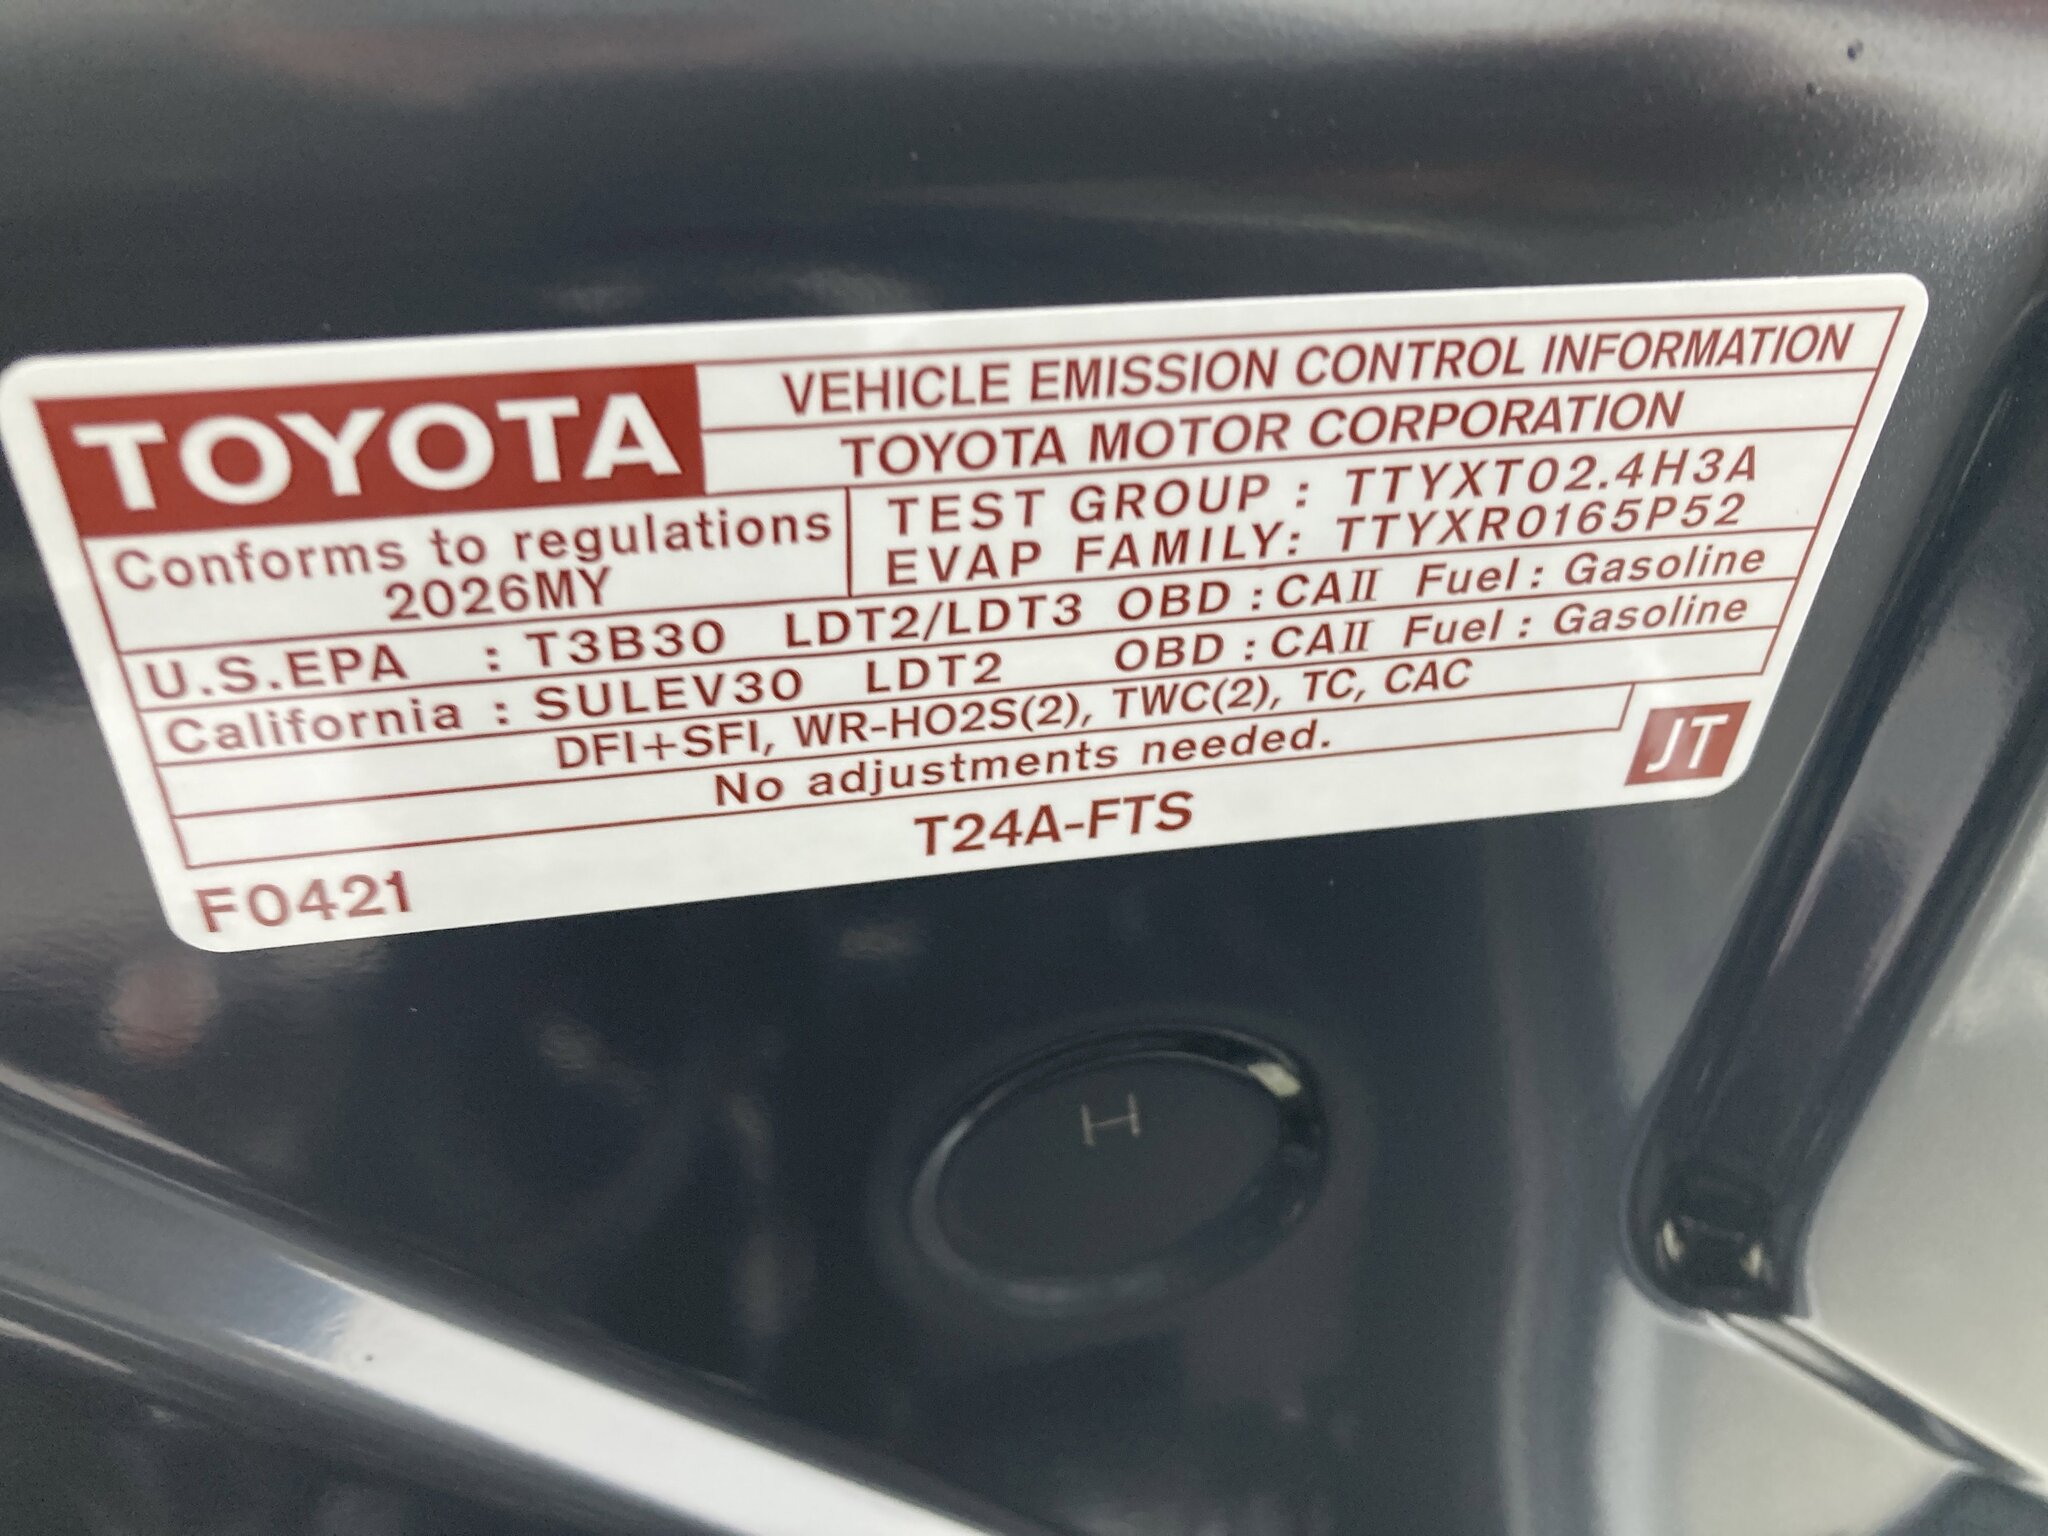 TOYOTA
VEHICLE EMISSION CONTROL INFORMATION
TOYOTA MOTOR CORPORATION
Conforms to regulations
2026MY
TEST GROUP : TTYXT02.4H3A
EVAP FAMILY: TTYXR0165P52
U.S.EPA : T3B30 LDT2/LDT3 OBD : CAII Fuel : Gasoline
California : SULEV30 LDT2 OBD : CAII Fuel : Gasoline
DFI+SFI, WR-HO2S(2), TWC(2), TC, CAC
No adjustments needed.
JT
T24A-FTS
F0421
H